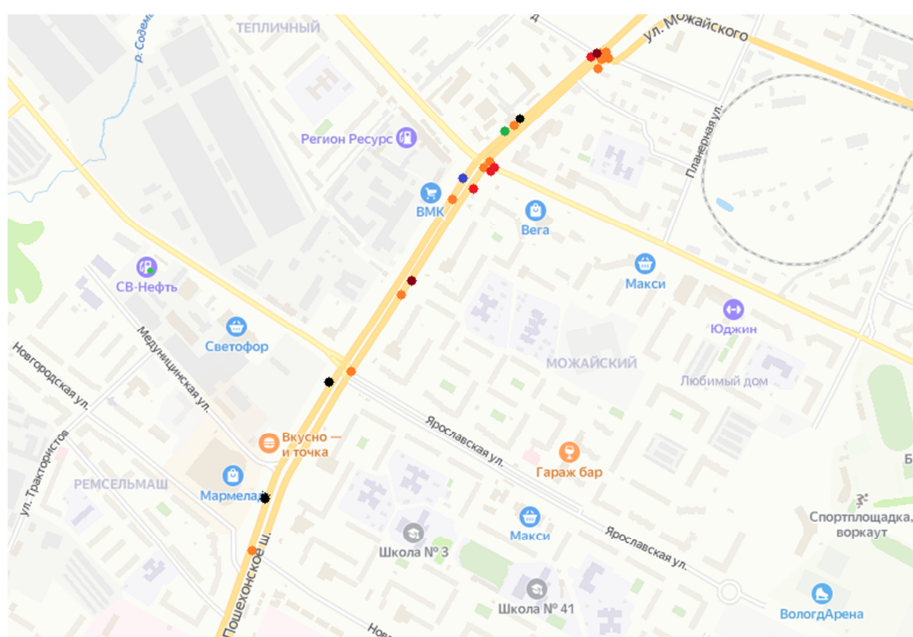 р. Содема
ТЕПЛИЧНЫЙ
ул. Можайского
Регион Ресурс
Планерная ул.
ВМК
Вега
СВ-Нефть
Макси
Светофор
Юджин
Медуницинская ул.
Новгородская ул.
МОЖАЙСКИЙ
Любимый дом
Ярославская ул.
Вкусно —
и точка
ул. Трактористов
Гараж бар
РЕМСЕЛЬМАШ
Мармелад
Спортплощадка,
воркаут
Макси
Школа № 3
Ярославская ул.
Пошехонское ш.
Школа № 41
ВологдАрена